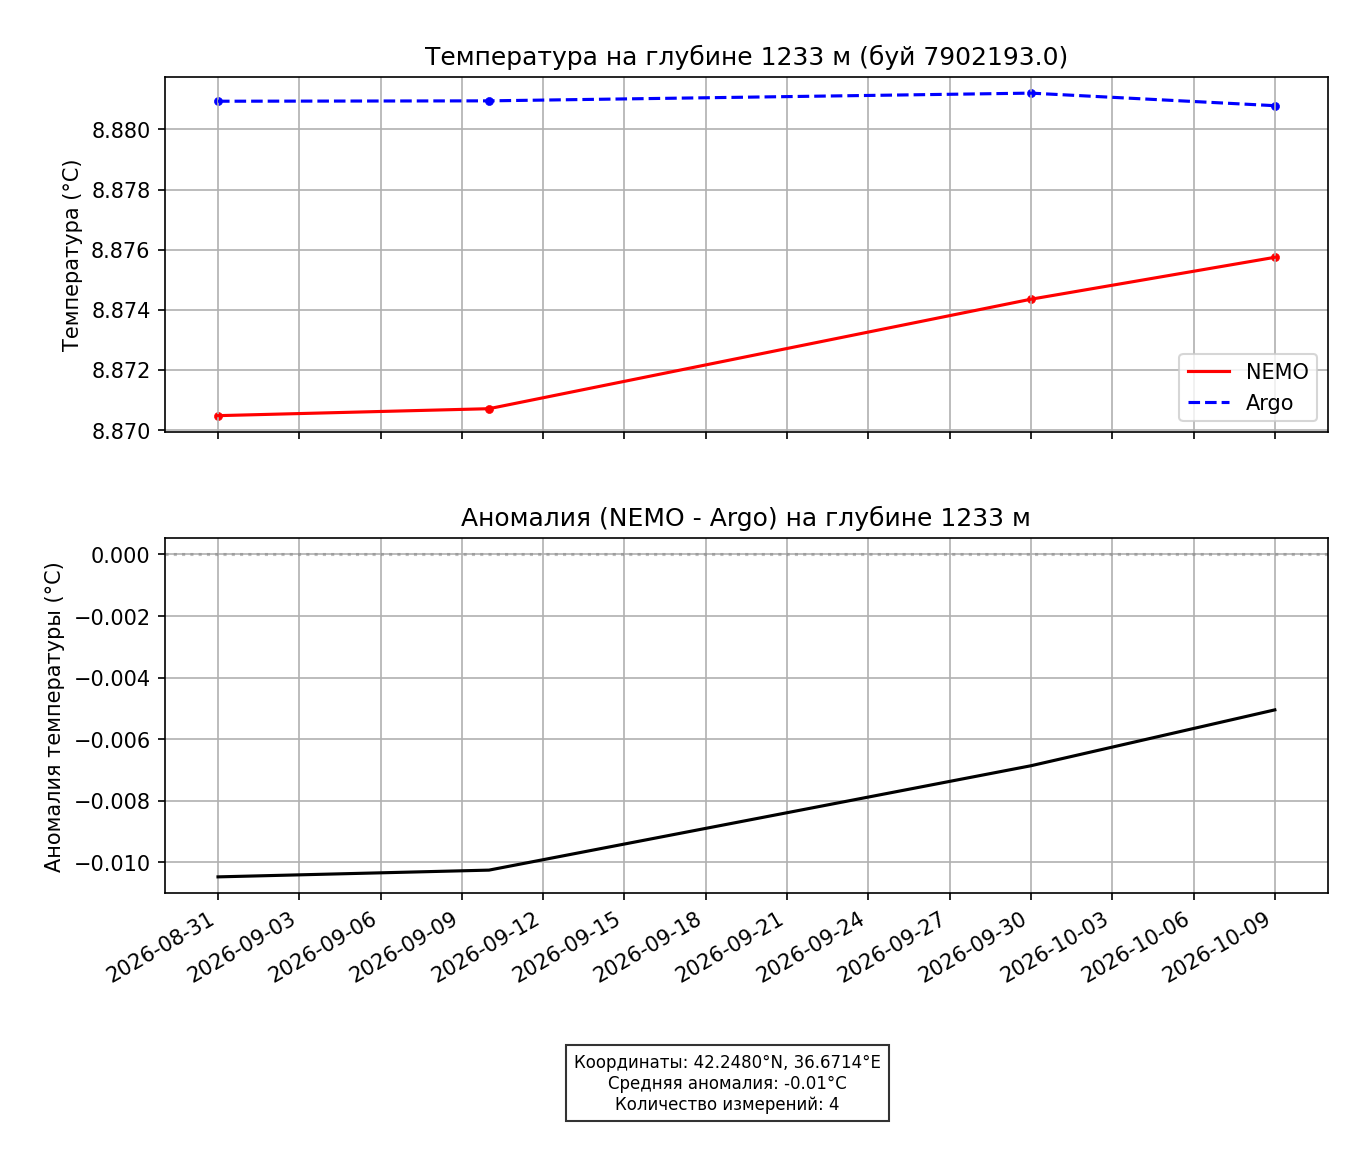 Температура на глубине 1233 м (буй 7902193.0)
Температура (°C)
8.880
8.878
8.876
8.874
8.872
8.870
NEMO
Argo
Аномалия (NEMO - Argo) на глубине 1233 м
Аномалия температуры (°C)
0.000
−0.002
−0.004
−0.006
−0.008
−0.010
2026-08-31
2026-09-03
2026-09-06
2026-09-09
2026-09-12
2026-09-15
2026-09-18
2026-09-21
2026-09-24
2026-09-27
2026-09-30
2026-10-03
2026-10-06
2026-10-09
Координаты: 42.2480°N, 36.6714°E
Средняя аномалия: -0.01°C
Количество измерений: 4